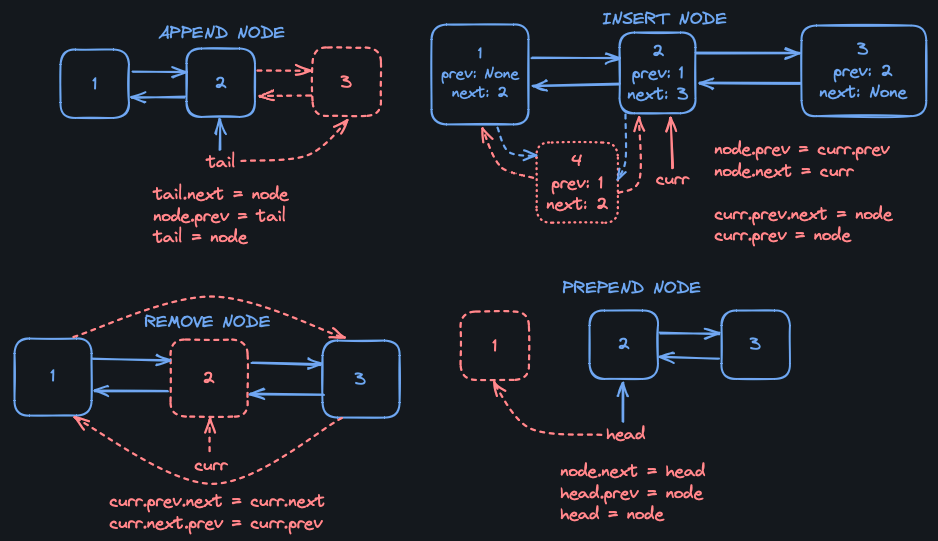 APPEND NODE
1
2
3
tail
tail.next = node
node.prev = tail
tail = node
INSERT NODE
1
prev: None
next: 2
2
prev: 1
next: 3
3
prev: 2
next: None
4
prev: 1
next: 2
curr
node.prev = curr.prev
node.next = curr
curr.prev.next = node
curr.prev = node
REMOVE NODE
1
2
3
curr
curr.prev.next = curr.next
curr.next.prev = curr.prev
PREPEND NODE
1
2
3
head
node.next = head
head.prev = node
head = node